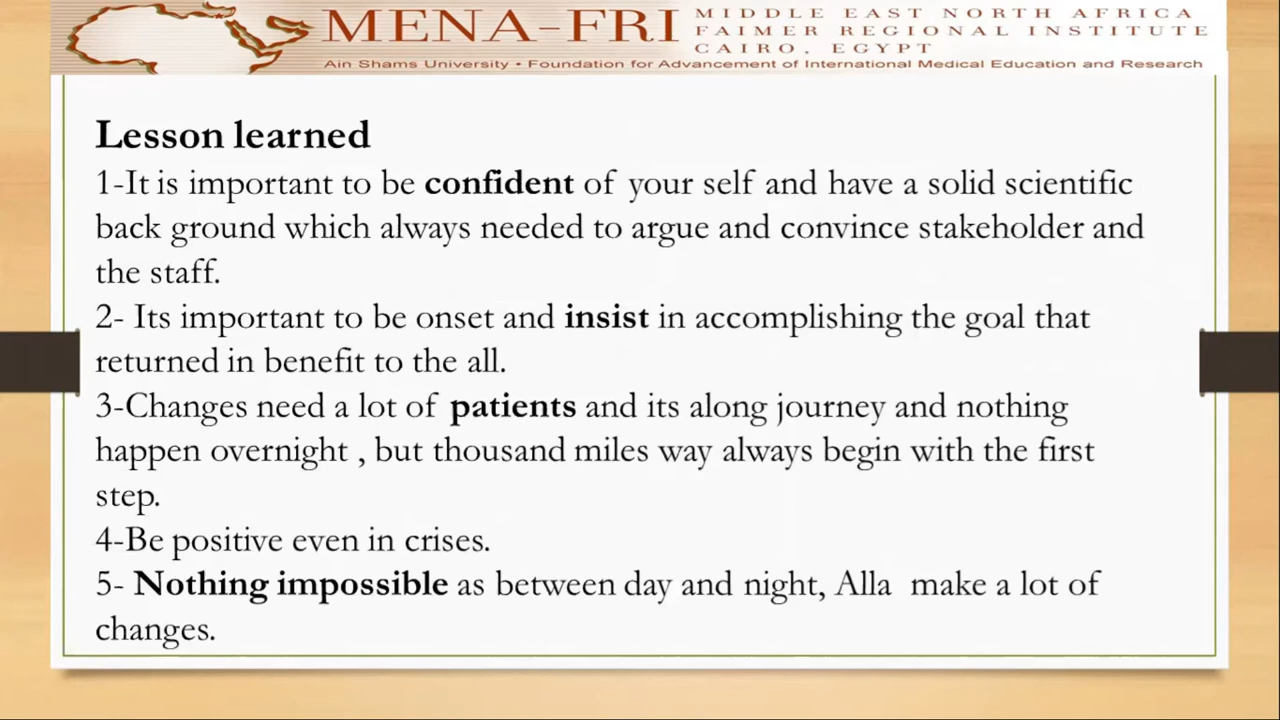 MENA-FRI
MIDDLE EAST NORTH AFRICA
FAIMER REGIONAL INSTITUTE
CAIRO, EGYPT
Ain Shams University • Foundation for Advancement of International Medical Education and Research
Lesson learned
1-It is important to be confident of your self and have a solid scientific
back ground which always needed to argue and convince stakeholder and
the staff.
2- Its important to be onset and insist in accomplishing the goal that
returned in benefit to the all.
3-Changes need a lot of patients and its along journey and nothing
happen overnight , but thousand miles way always begin with the first
step.
4-Be positive even in crises.
5- Nothing impossible as between day and night, Alla make a lot of
changes.